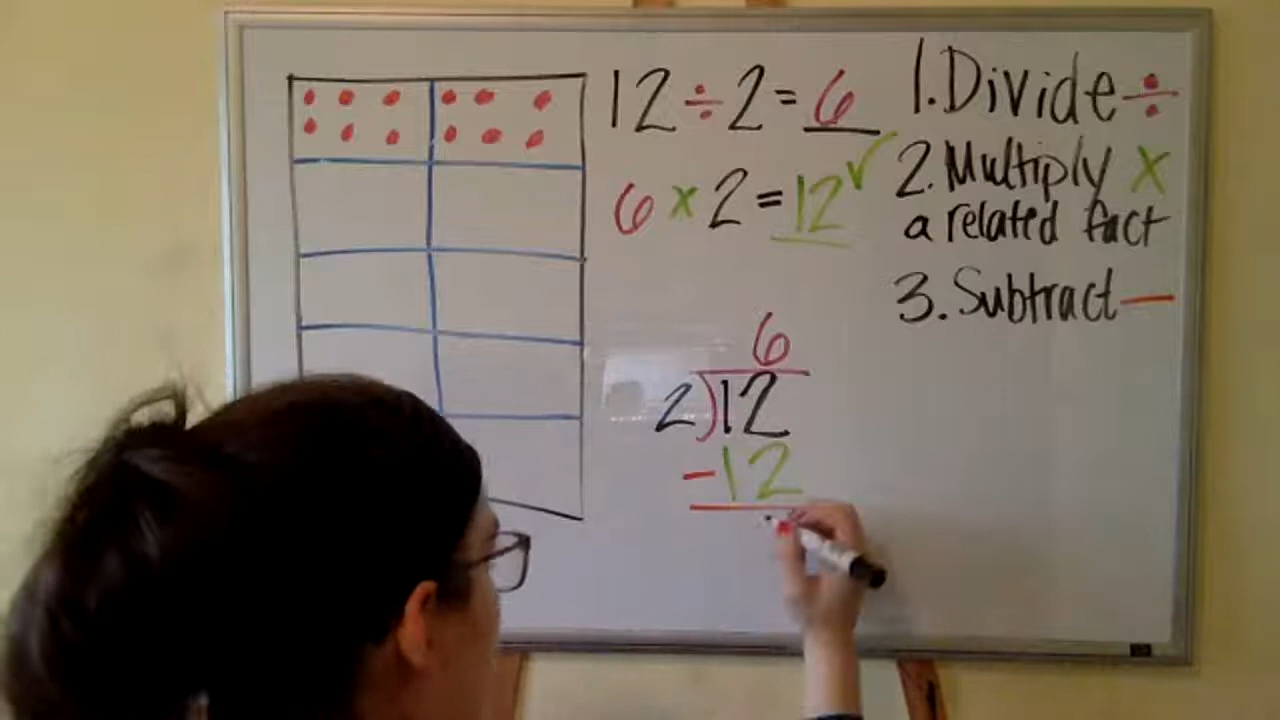 12 ÷ 2 = 6
6 x 2 = 12 ✓
6
2)12
-12
1. Divide ÷
2. Multiply x
a related fact
3. Subtract -